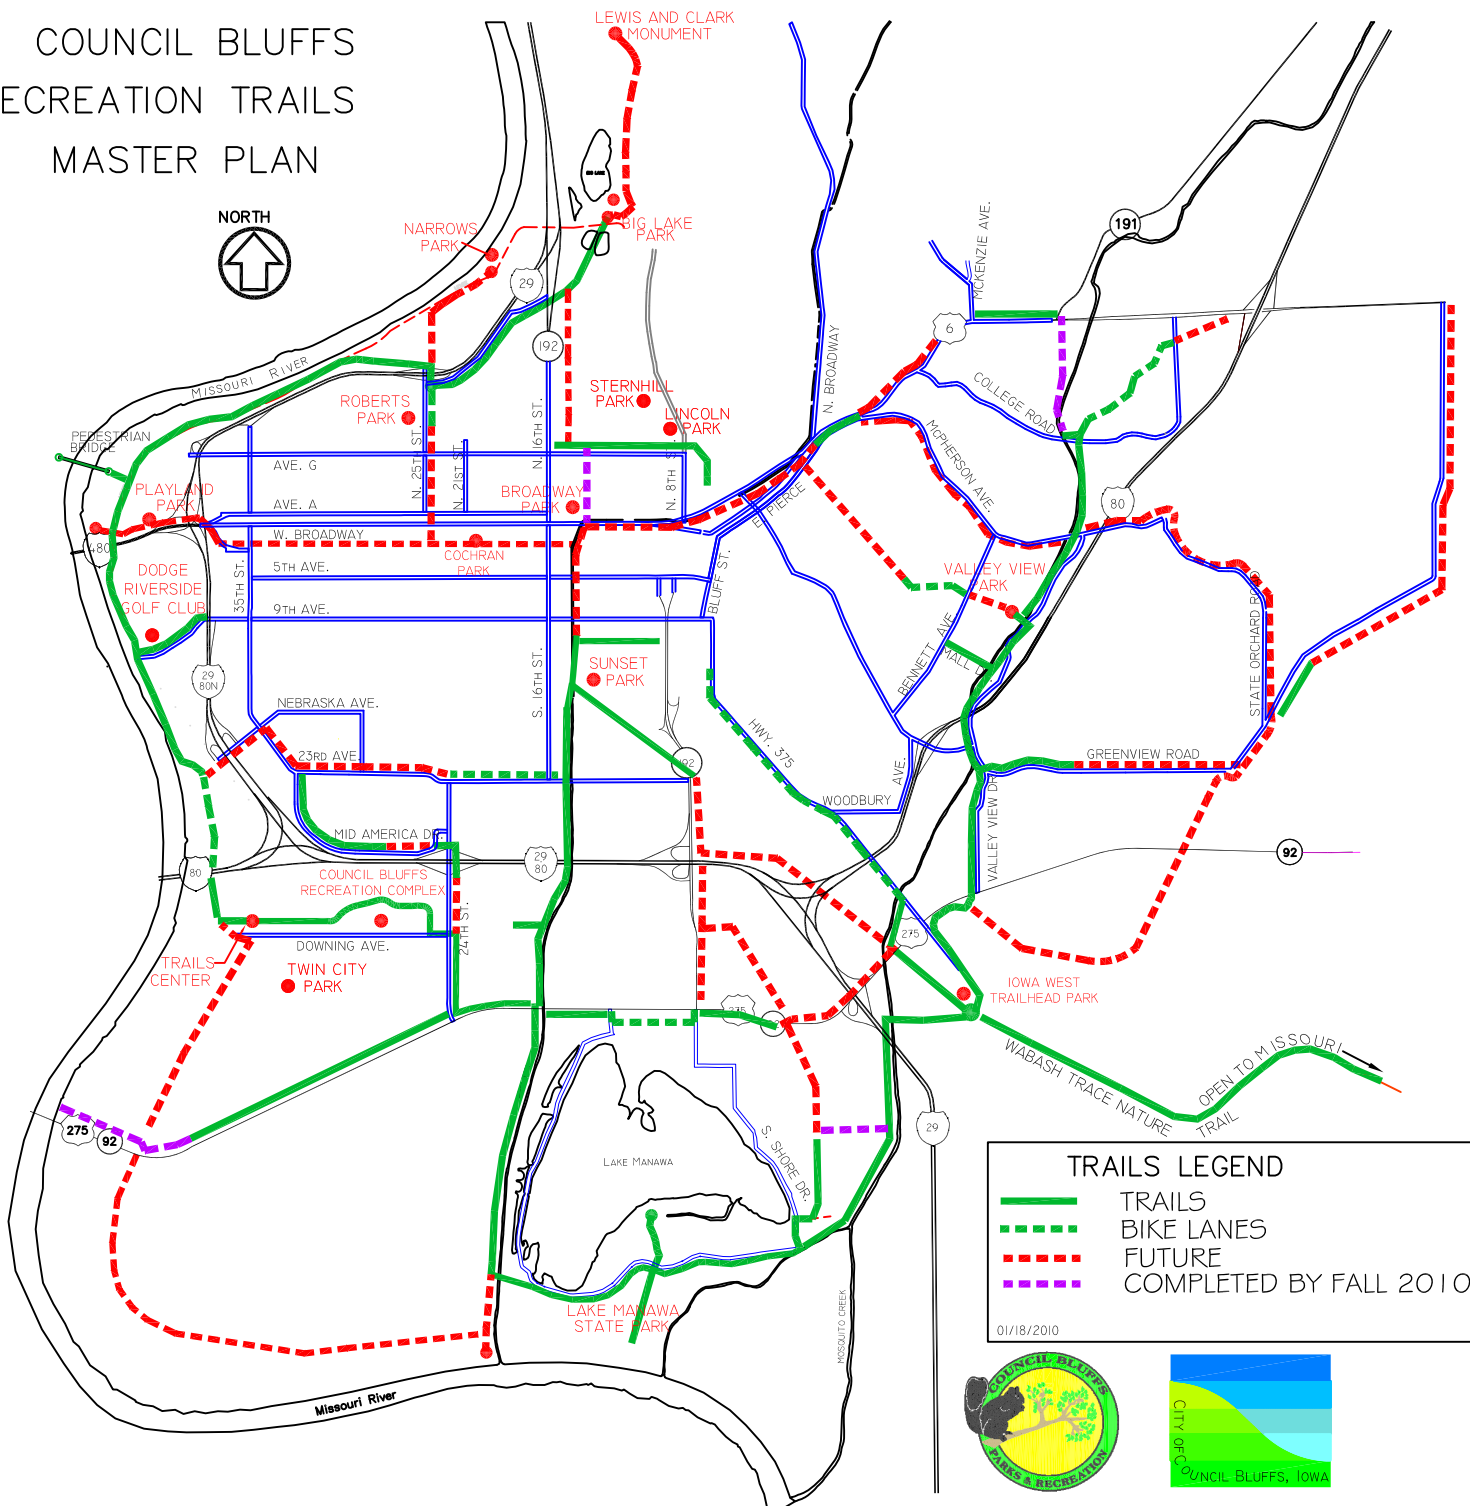 COUNCIL BLUFFS
ECREATION TRAILS
MASTER PLAN
NORTH
LEWIS AND CLARK
MONUMENT
BIG LAKE
BIG LAKE
PARK
NARROWS
PARK
29
192
MISSOURI RIVER
PEDESTRIAN
BRIDGE
ROBERTS
PARK
STERNHILL
PARK
LINCOLN
PARK
N. BROADWAY
6
MCKENZIE AVE.
191
COLLEGE ROAD
MCPHERSON AVE.
80
N. 25TH ST.
N. 21ST ST.
N. 16TH ST.
N. 8TH S
AVE. G
AVE. A
W. BROADWAY
BROADWAY
PARK
COCHRAN
PARK
PLAYLAND
PARK
480
E. PIERCE
BLUFF ST.
5TH AVE.
9TH AVE.
35TH ST.
DODGE
RIVERSIDE
GOLF CLUB
VALLEY VIEW
PARK
BENNETT AVE.
MALL D
STATE ORCHARD RO
29
80N
SUNSET
PARK
S. 16TH ST.
NEBRASKA AVE.
23RD AVE.
192
HWY. 375
WOODBURY
AVE.
GREENVIEW ROAD
VALLEY VIEW DR.
92
MID AMERICA DR.
29
80
80
COUNCIL BLUFFS
RECREATION COMPLEX
24TH ST.
DOWNING AVE.
TRAILS
CENTER
TWIN CITY
PARK
275
IOWA WEST
TRAILHEAD PARK
275
WABASH TRACE NATURE
TRAIL
OPEN TO MISSOURI
275
92
29
LAKE MANAWA
S. SHORE DR.
LAKE MANAWA
STATE PARK
MOSQUITO CREEK
Missouri River
TRAILS LEGEND
TRAILS
BIKE LANES
FUTURE
COMPLETED BY FALL 2010
01/18/2010
COUNCIL BLUFFS
PARKS & RECREATION
CITY OF COUNCIL BLUFFS, IOWA